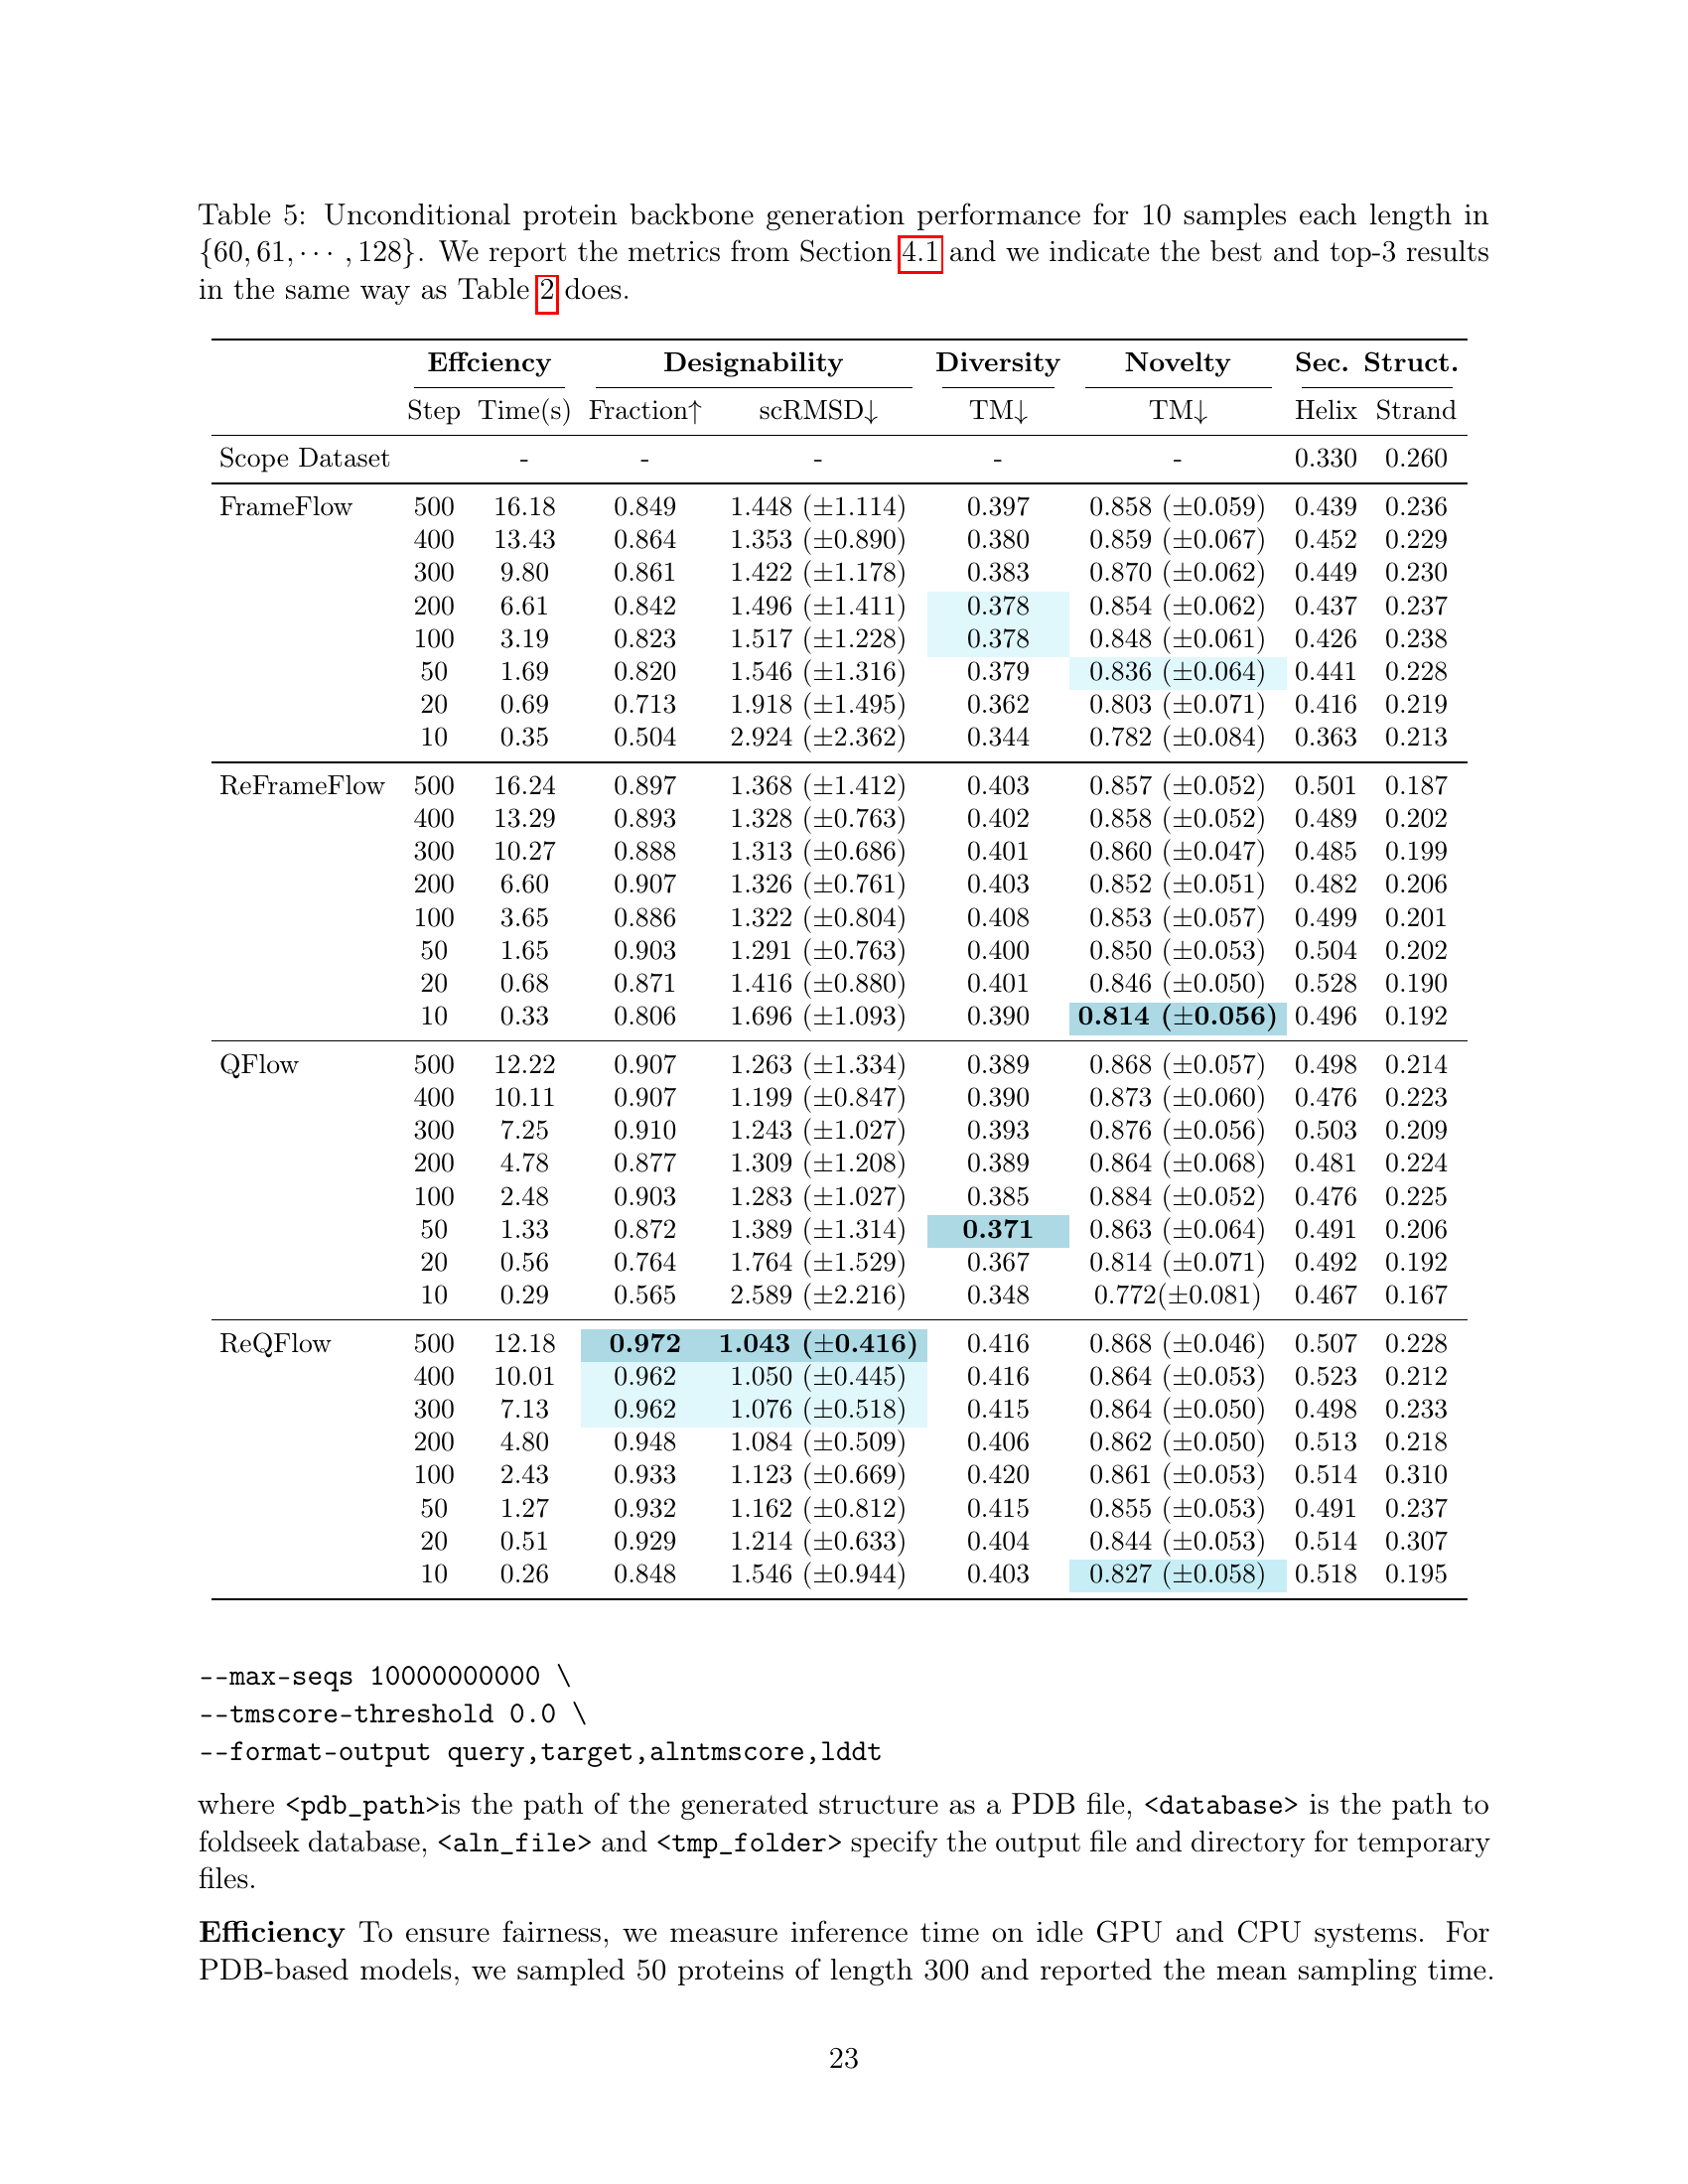 Table 5: Unconditional protein backbone generation performance for 10 samples each length in
{60, 61, ⋯ , 128}. We report the metrics from Section 4.1 and we indicate the best and top-3 results
in the same way as Table 2 does.
Effciency Designability Diversity Novelty Sec. Struct.
Step Time(s) Fraction↑ scRMSD↓ TM↓ TM↓ Helix Strand
Scope Dataset - - - - - 0.330 0.260
FrameFlow 500 16.18 0.849 1.448 (±1.114) 0.397 0.858 (±0.059) 0.439 0.236
400 13.43 0.864 1.353 (±0.890) 0.380 0.859 (±0.067) 0.452 0.229
300 9.80 0.861 1.422 (±1.178) 0.383 0.870 (±0.062) 0.449 0.230
200 6.61 0.842 1.496 (±1.411) 0.378 0.854 (±0.062) 0.437 0.237
100 3.19 0.823 1.517 (±1.228) 0.378 0.848 (±0.061) 0.426 0.238
50 1.69 0.820 1.546 (±1.316) 0.379 0.836 (±0.064) 0.441 0.228
20 0.69 0.713 1.918 (±1.495) 0.362 0.803 (±0.071) 0.416 0.219
10 0.35 0.504 2.924 (±2.362) 0.344 0.782 (±0.084) 0.363 0.213
ReFrameFlow 500 16.24 0.897 1.368 (±1.412) 0.403 0.857 (±0.052) 0.501 0.187
400 13.29 0.893 1.328 (±0.763) 0.402 0.858 (±0.052) 0.489 0.202
300 10.27 0.888 1.313 (±0.686) 0.401 0.860 (±0.047) 0.485 0.199
200 6.60 0.907 1.326 (±0.761) 0.403 0.852 (±0.051) 0.482 0.206
100 3.65 0.886 1.322 (±0.804) 0.408 0.853 (±0.057) 0.499 0.201
50 1.65 0.903 1.291 (±0.763) 0.400 0.850 (±0.053) 0.504 0.202
20 0.68 0.871 1.416 (±0.880) 0.401 0.846 (±0.050) 0.528 0.190
10 0.33 0.806 1.696 (±1.093) 0.390 0.814 (±0.056) 0.496 0.192
QFlow 500 12.22 0.907 1.263 (±1.334) 0.389 0.868 (±0.057) 0.498 0.214
400 10.11 0.907 1.199 (±0.847) 0.390 0.873 (±0.060) 0.476 0.223
300 7.25 0.910 1.243 (±1.027) 0.393 0.876 (±0.056) 0.503 0.209
200 4.78 0.877 1.309 (±1.208) 0.389 0.864 (±0.068) 0.481 0.224
100 2.48 0.903 1.283 (±1.027) 0.385 0.884 (±0.052) 0.476 0.225
50 1.33 0.872 1.389 (±1.314) 0.371 0.863 (±0.064) 0.491 0.206
20 0.56 0.764 1.764 (±1.529) 0.367 0.814 (±0.071) 0.492 0.192
10 0.29 0.565 2.589 (±2.216) 0.348 0.772(±0.081) 0.467 0.167
ReQFlow 500 12.18 0.972 1.043 (±0.416) 0.416 0.868 (±0.046) 0.507 0.228
400 10.01 0.962 1.050 (±0.445) 0.416 0.864 (±0.053) 0.523 0.212
300 7.13 0.962 1.076 (±0.518) 0.415 0.864 (±0.050) 0.498 0.233
200 4.80 0.948 1.084 (±0.509) 0.406 0.862 (±0.050) 0.513 0.218
100 2.43 0.933 1.123 (±0.669) 0.420 0.861 (±0.053) 0.514 0.310
50 1.27 0.932 1.162 (±0.812) 0.415 0.855 (±0.053) 0.491 0.237
20 0.51 0.929 1.214 (±0.633) 0.404 0.844 (±0.053) 0.514 0.307
10 0.26 0.848 1.546 (±0.944) 0.403 0.827 (±0.058) 0.518 0.195
--max-seqs 10000000000 \
--tmscore-threshold 0.0 \
--format-output query,target,alntmscore,lddt
where <pdb_path>is the path of the generated structure as a PDB file, <database> is the path to
foldseek database, <aln_file> and <tmp_folder> specify the output file and directory for temporary
files.
Efficiency To ensure fairness, we measure inference time on idle GPU and CPU systems. For
PDB-based models, we sampled 50 proteins of length 300 and reported the mean sampling time.
23